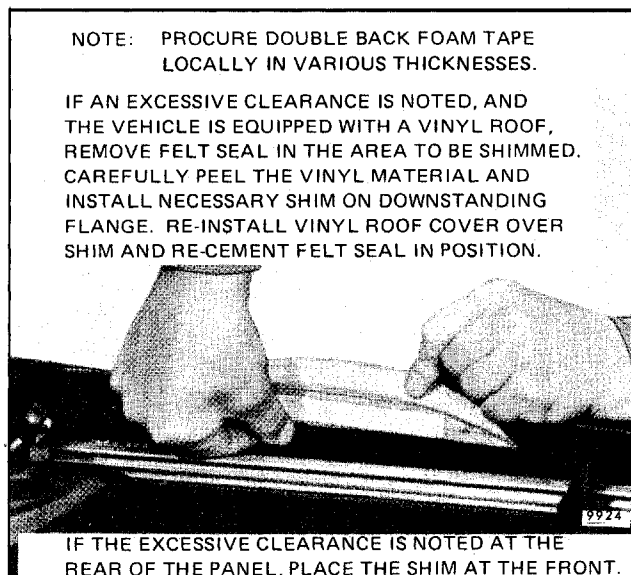 NOTE: PROCURE DOUBLE BACK FOAM TAPE
LOCALLY IN VARIOUS THICKNESSES.
IF AN EXCESSIVE CLEARANCE IS NOTED, AND
THE VEHICLE IS EQUIPPED WITH A VINYL ROOF,
REMOVE FELT SEAL IN THE AREA TO BE SHIMMED.
CAREFULLY PEEL THE VINYL MATERIAL AND
INSTALL NECESSARY SHIM ON DOWNSTANDING
FLANGE. RE-INSTALL VINYL ROOF COVER OVER
SHIM AND RE-CEMENT FELT SEAL IN POSITION.
9924
IF THE EXCESSIVE CLEARANCE IS NOTED AT THE
REAR OF THE PANEL, PLACE THE SHIM AT THE FRONT.